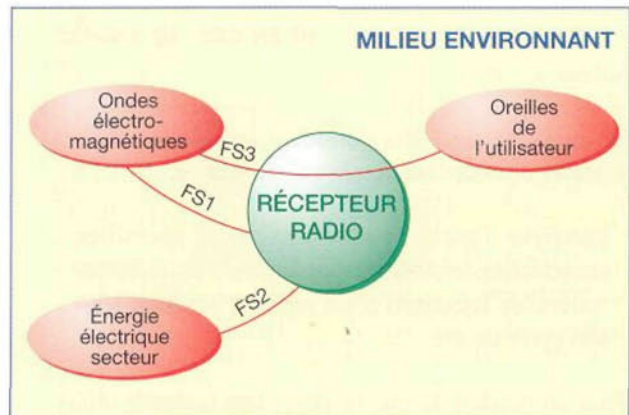 MILIEU ENVIRONNANT
Ondes
électro-
magnétiques
Oreilles
de
l'utilisateur
FS3
FS1
RÉCEPTEUR
RADIO
FS2
Énergie
électrique
secteur